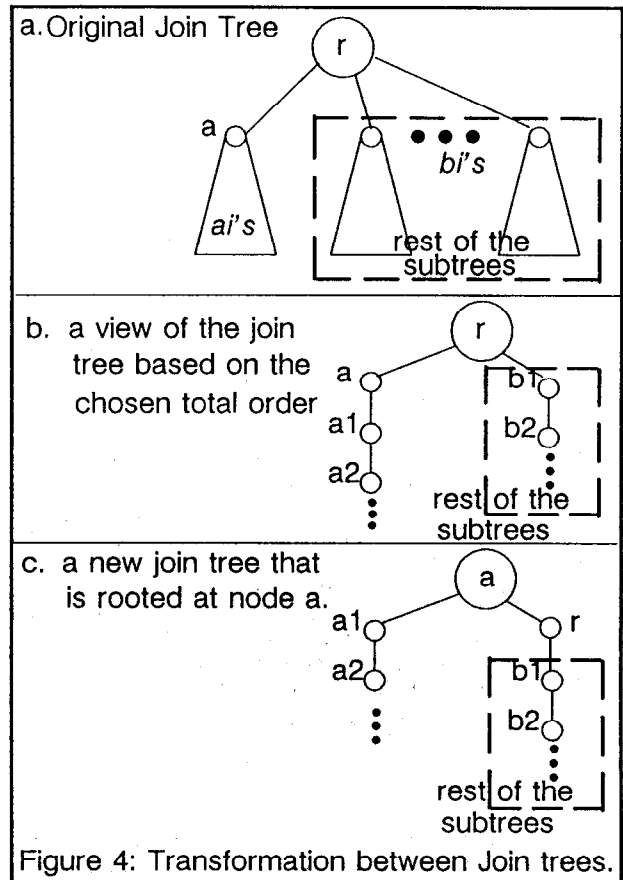 a. Original Join Tree
r
a
ai's
bi's
rest of the
subtrees
b. a view of the join
tree based on the
chosen total order
r
a
a1
a2
b1
b2
rest of the
subtrees
c. a new join tree that
is rooted at node a.
a
a1
a2
r
b1
b2
rest of the
subtrees
Figure 4: Transformation between Join trees.